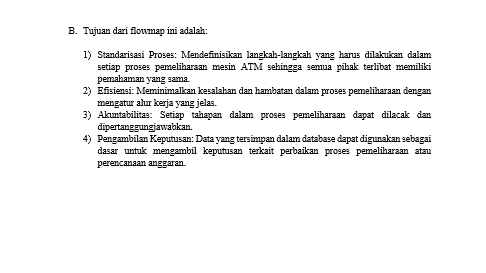 B. Tujuan dari flowmap ini adalah:
1) Standarisasi Proses: Mendefinisikan langkah-langkah yang harus dilakukan dalam
setiap proses pemeliharaan mesin ATM sehingga semua pihak terlibat memiliki
pemahaman yang sama.
2) Efisiensi: Meminimalkan kesalahan dan hambatan dalam proses pemeliharaan dengan
mengatur alur kerja yang jelas.
3) Akuntabilitas: Setiap tahapan dalam proses pemeliharaan dapat dilacak dan
dipertanggungjawabkan.
4) Pengambilan Keputusan: Data yang tersimpan dalam database dapat digunakan sebagai
dasar untuk mengambil keputusan terkait perbaikan proses pemeliharaan atau
perencanaan anggaran.